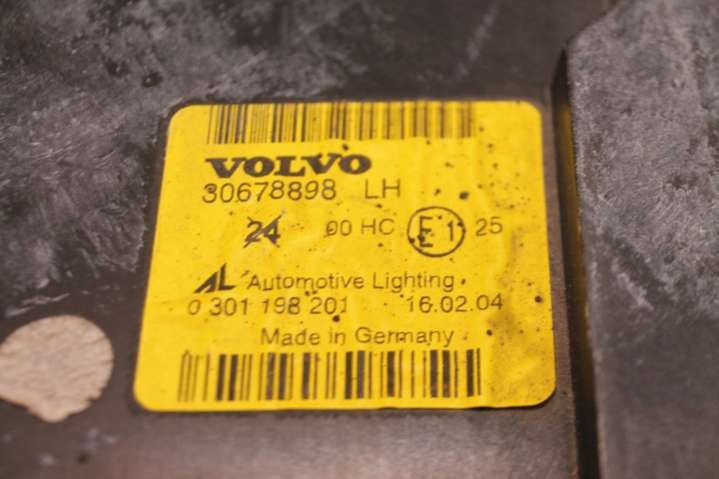 VOLVO
30678898 LH
24 00 HC E1 25
AL Automotive Lighting
0 301 198 201 16.02.04
Made in Germany